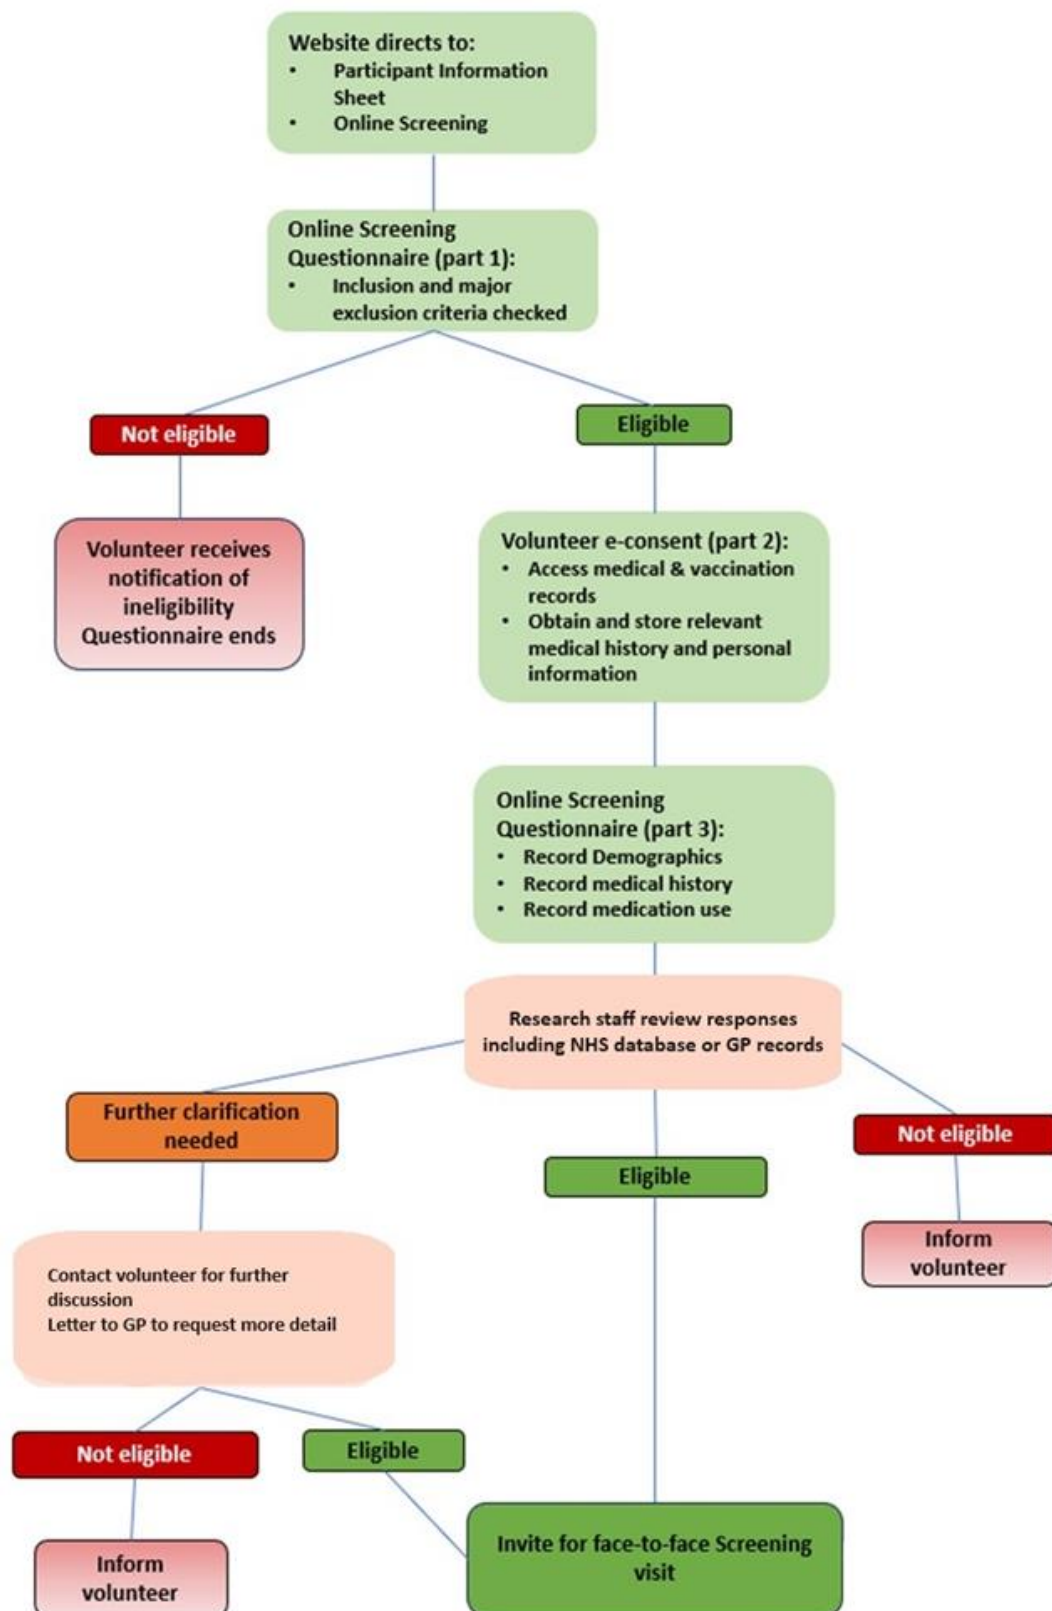 Website directs to:
• Participant Information
Sheet
• Online Screening
Online Screening
Questionnaire (part 1):
• Inclusion and major
exclusion criteria checked
Not eligible
Eligible
Volunteer receives
notification of
ineligibility
Questionnaire ends
Volunteer e-consent (part 2):
• Access medical & vaccination
records
• Obtain and store relevant
medical history and personal
information
Online Screening
Questionnaire (part 3):
• Record Demographics
• Record medical history
• Record medication use
Research staff review responses
including NHS database or GP records
Further clarification
needed
Eligible
Not eligible
Inform
volunteer
Contact volunteer for further
discussion
Letter to GP to request more detail
Not eligible
Eligible
Inform
volunteer
Invite for face-to-face Screening
visit